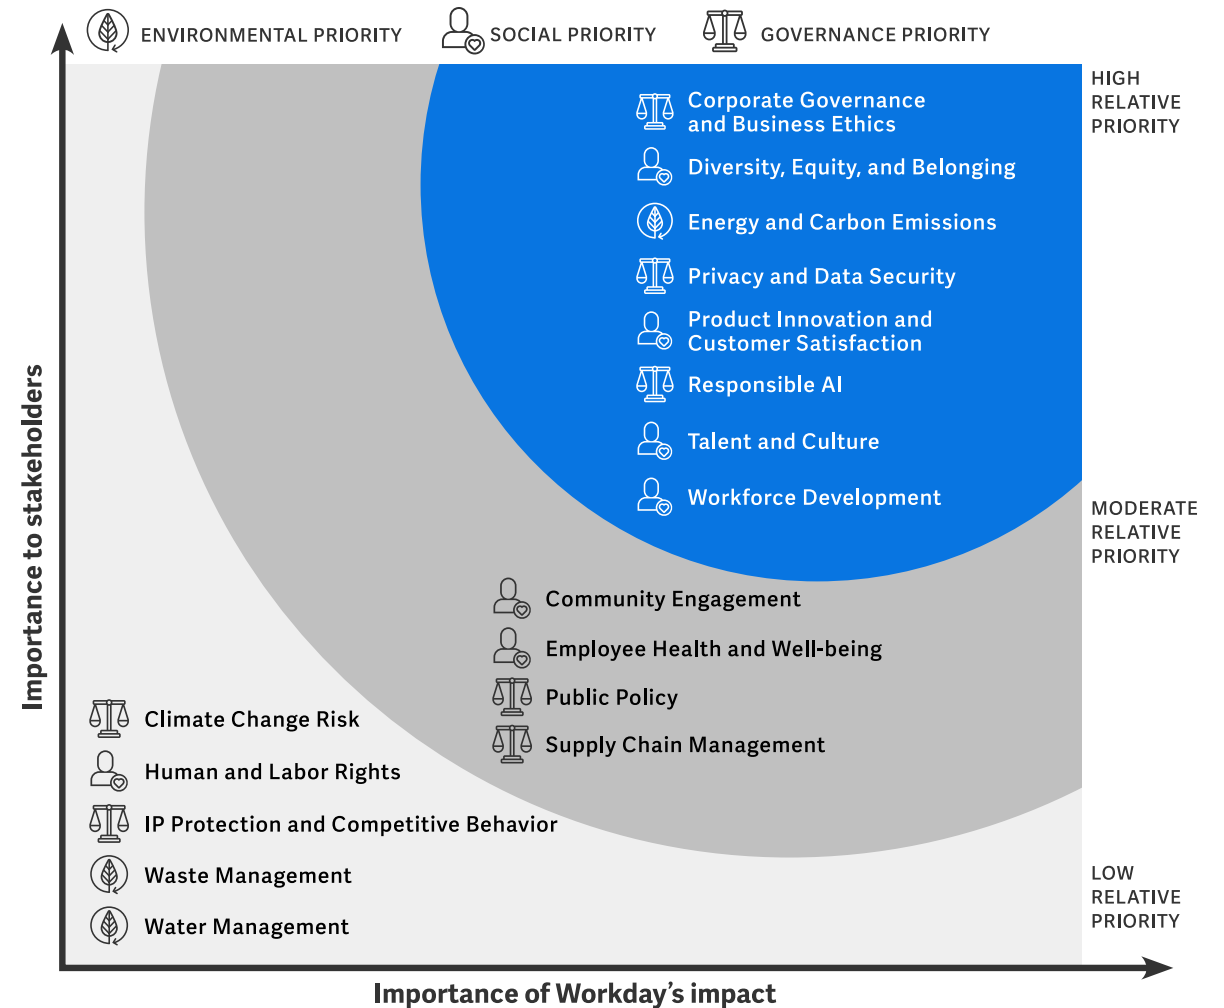 ENVIRONMENTAL PRIORITY
SOCIAL PRIORITY
GOVERNANCE PRIORITY
HIGH
RELATIVE
PRIORITY
Corporate Governance
and Business Ethics
Diversity, Equity, and Belonging
Energy and Carbon Emissions
Privacy and Data Security
Product Innovation and
Customer Satisfaction
Responsible AI
Talent and Culture
Workforce Development
MODERATE
RELATIVE
PRIORITY
Community Engagement
Employee Health and Well-being
Public Policy
Supply Chain Management
Climate Change Risk
Human and Labor Rights
IP Protection and Competitive Behavior
Waste Management
Water Management
LOW
RELATIVE
PRIORITY
Importance to stakeholders
Importance of Workday’s impact